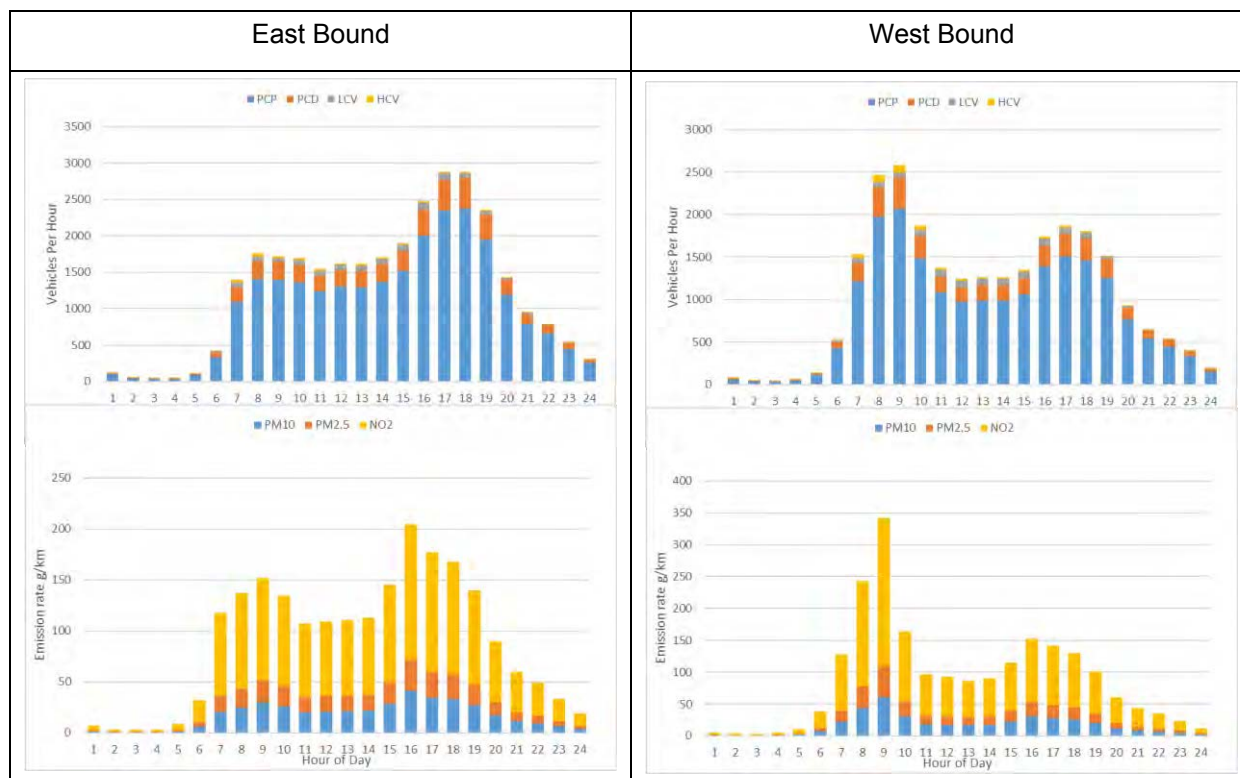 East Bound
West Bound
PCP PCD LCV HCV
3500
3000
2500
2000
1500
1000
500
0
Vehicles Per Hour
1 2 3 4 5 6 7 8 9 10 11 12 13 14 15 16 17 18 19 20 21 22 23 24
PM10 PM2.5 NO2
250
200
150
100
50
0
Emission rate g/km
1 2 3 4 5 6 7 8 9 10 11 12 13 14 15 16 17 18 19 20 21 22 23 24
Hour of Day
PCP PCD LCV HCV
3000
2500
2000
1500
1000
500
0
Vehicles Per Hour
1 2 3 4 5 6 7 8 9 10 11 12 13 14 15 16 17 18 19 20 21 22 23 24
PM10 PM2.5 NO2
400
350
300
250
200
150
100
50
0
Emission rate g/km
1 2 3 4 5 6 7 8 9 10 11 12 13 14 15 16 17 18 19 20 21 22 23 24
Hour of Day